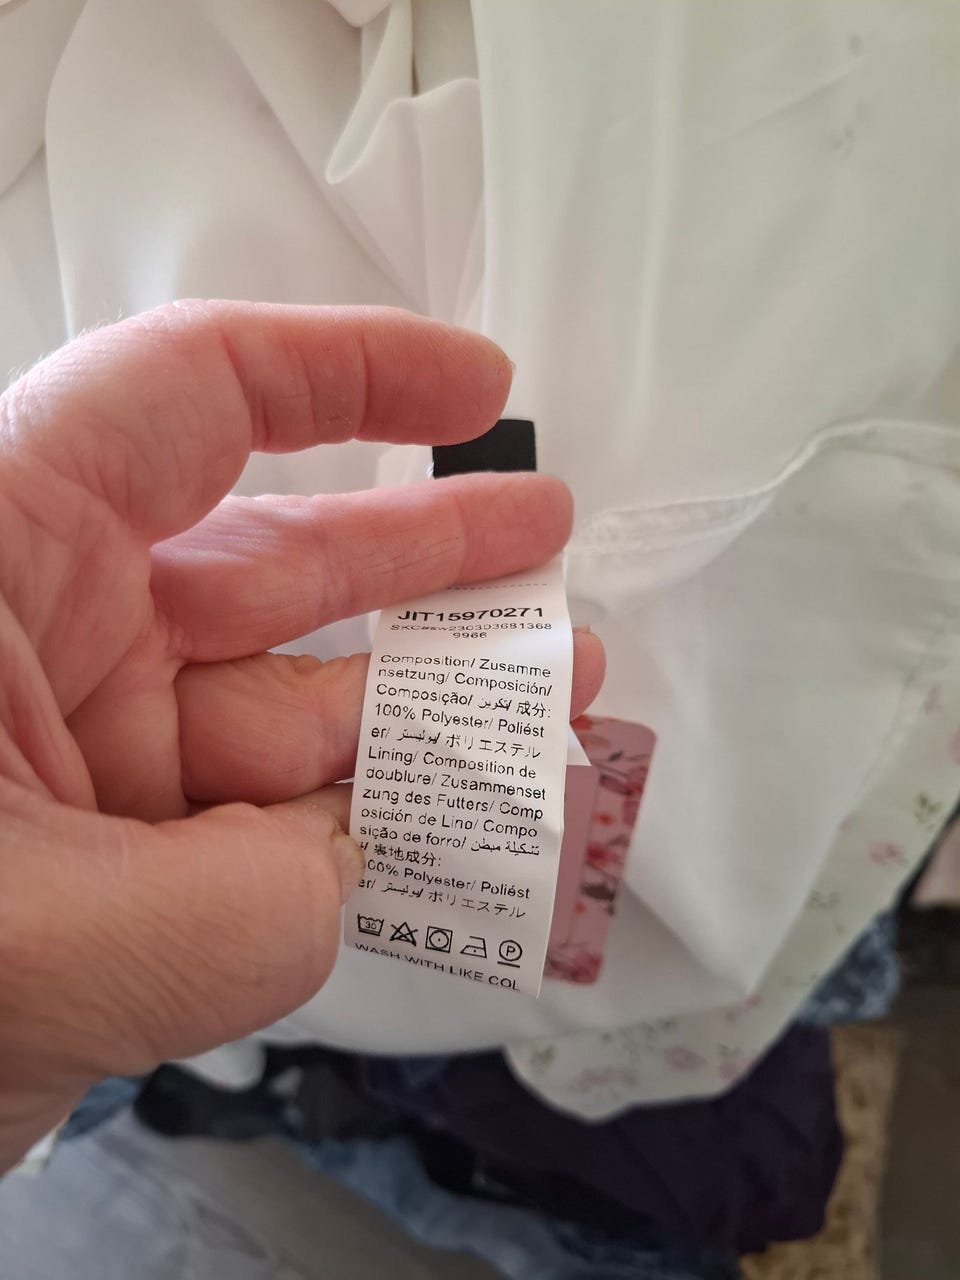 JIT15970271
SKC#sw230303681368
9966
Composition/ Zusamme
nsetzung/ Composición/
Composição/ تكوين/ 成分:
100% Polyester/ Poliést
er/ بوليستر/ ポリエステル
Lining/ Composition de
doublure/ Zusammenset
zung des Futters/ Comp
osición de Lino/ Compo
sição de forro/ تشكيلة مبطن
/ 裏地成分:
00% Polyester/ Poliést
er/ بوليستر/ ポリエステル
30 P
WASH WITH LIKE COL